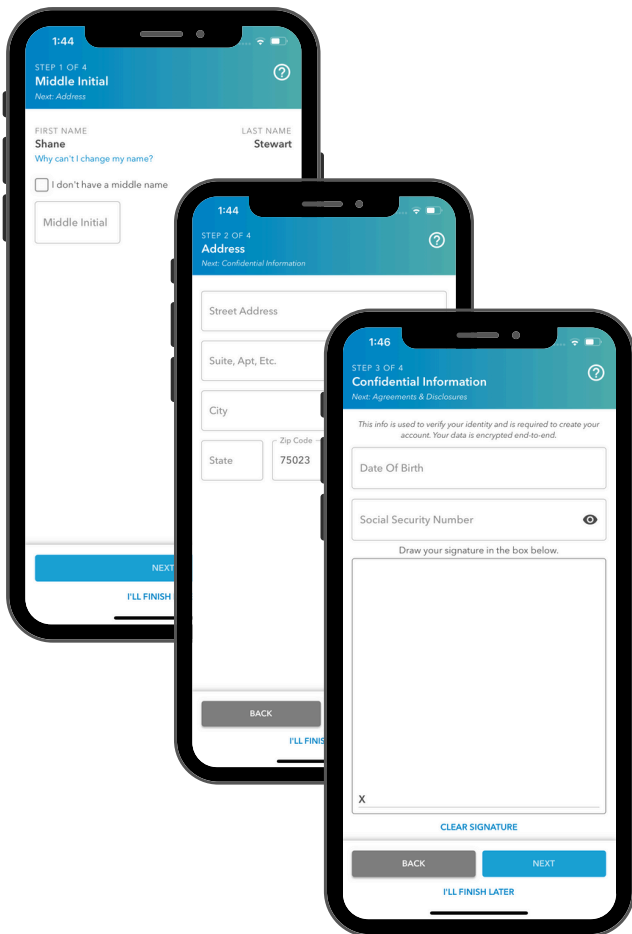 1:44
STEP 1 OF 4
Middle Initial
Next: Address
FIRST NAME
LAST NAME
Shane
Stewart
Why can't I change my name?
I don't have a middle name
Middle Initial
NEXT
I'LL FINISH
1:44
STEP 2 OF 4
Address
Next: Confidential Information
Street Address
Suite, Apt, Etc.
City
State
Zip Code
75023
BACK
I'LL FINIS
1:46
STEP 3 OF 4
Confidential Information
Next: Agreements & Disclosures
This info is used to verify your identity and is required to create your
account. Your data is encrypted end-to-end.
Date Of Birth
Social Security Number
Draw your signature in the box below.
X
CLEAR SIGNATURE
BACK
NEXT
I'LL FINISH LATER